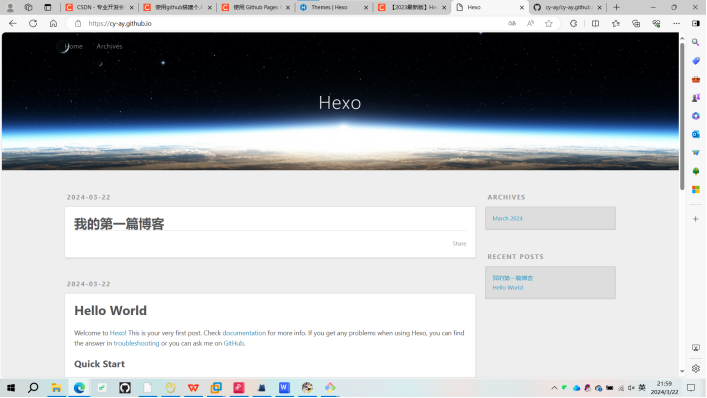 CSDN - 专业开发者
使用github搭建个人
使用 Github Pages
Themes | Hexo
【2023最新版】He
Hexo
cy-ay/cy-ay.github.
https://cy-ay.github.io
Home
Archives
Hexo
2024-03-22
我的第一篇博客
Share
2024-03-22
Hello World
Welcome to Hexo! This is your very first post. Check documentation for more info. If you get any problems when using Hexo, you can
find the answer in troubleshooting or you can ask me on GitHub.
Quick Start
ARCHIVES
March 2024
RECENT POSTS
我的第一篇博客
Hello World
英
21:59
2024/3/22